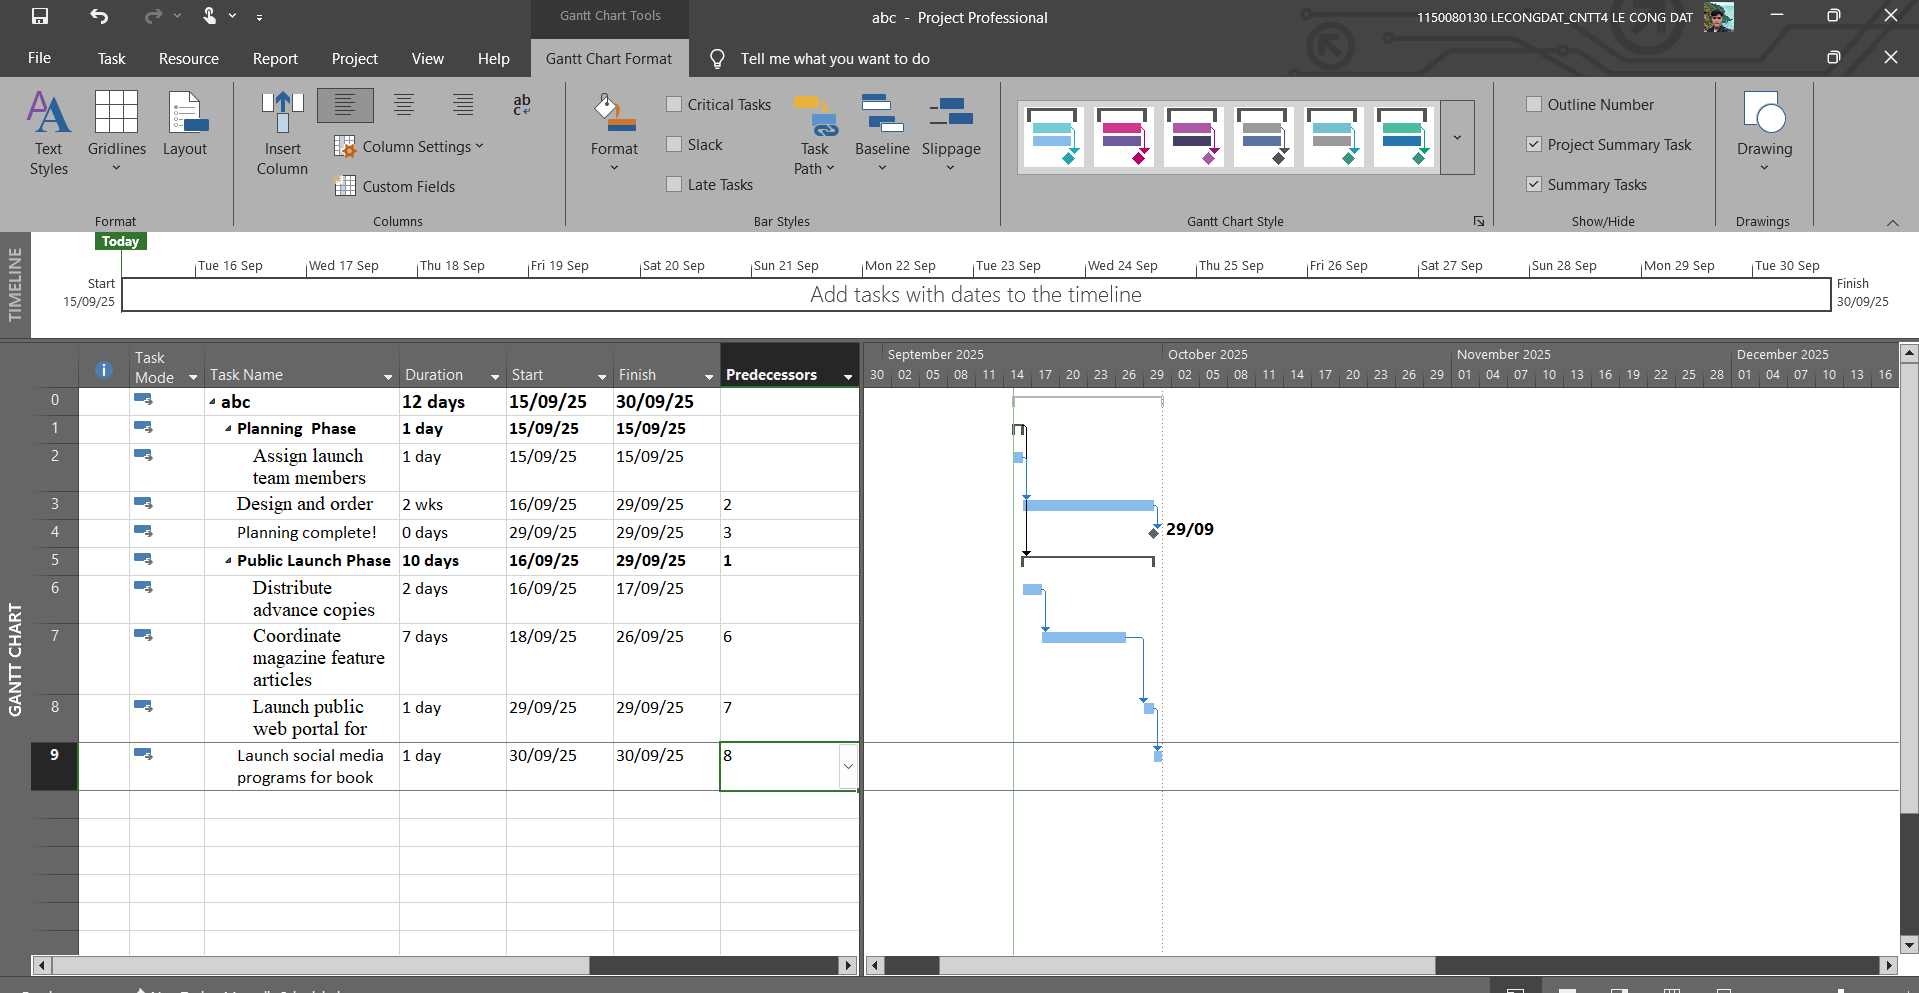 Gantt Chart Tools
abc - Project Professional
1150080130 LECONGDAT_CNTT4 LE CONG DAT
File Task Resource Report Project View Help Gantt Chart Format Tell me what you want to do
Text Styles
Gridlines
Layout
Format
Insert Column
ab
c
Column Settings
Custom Fields
Columns
Format
Critical Tasks
Slack
Late Tasks
Task Path
Baseline
Slippage
Bar Styles
Gantt Chart Style
Outline Number
Project Summary Task
Summary Tasks
Show/Hide
Drawing
Drawings
TIMELINE
Today
Tue 16 Sep Wed 17 Sep Thu 18 Sep Fri 19 Sep Sat 20 Sep Sun 21 Sep Mon 22 Sep Tue 23 Sep Wed 24 Sep Thu 25 Sep Fri 26 Sep Sat 27 Sep Sun 28 Sep Mon 29 Sep Tue 30 Sep
Start
15/09/25
Add tasks with dates to the timeline
Finish
30/09/25
GANTT CHART
i Task Mode Task Name Duration Start Finish Predecessors
0 abc 12 days 15/09/25 30/09/25
1 Planning Phase 1 day 15/09/25 15/09/25
2 Assign launch 1 day 15/09/25 15/09/25
team members
3 Design and order 2 wks 16/09/25 29/09/25 2
4 Planning complete! 0 days 29/09/25 29/09/25 3
5 Public Launch Phase 10 days 16/09/25 29/09/25 1
6 Distribute 2 days 16/09/25 17/09/25
advance copies
7 Coordinate 7 days 18/09/25 26/09/25 6
magazine feature
articles
8 Launch public 1 day 29/09/25 29/09/25 7
web portal for
9 Launch social media 1 day 30/09/25 30/09/25 8
programs for book
September 2025 October 2025 November 2025 December 2025
30 02 05 08 11 14 17 20 23 26 29 02 05 08 11 14 17 20 23 26 29 01 04 07 10 13 16 19 22 25 28 01 04 07 10 13 16
29/09